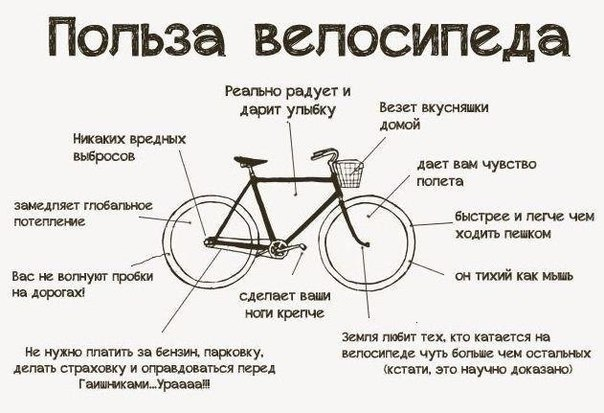 Польза велосипеда
Реально радует и
дарит улыбку
Везет вкусняшки
домой
Никаких вредных
выбросов
дает вам чувство
полета
замедляет глобальное
потепление
быстрее и легче чем
ходить пешком
Вас не волнуют пробки
на дорогах!
он тихий как мышь
сделает ваши
ноги крепче
Не нужно платить за бензин, парковку,
делать страховку и оправдоваться перед
Гаишниками...Ураааа!!!
Земля любит тех, кто катается на
велосипеде чуть больше чем остальных
(кстати, это научно доказано)